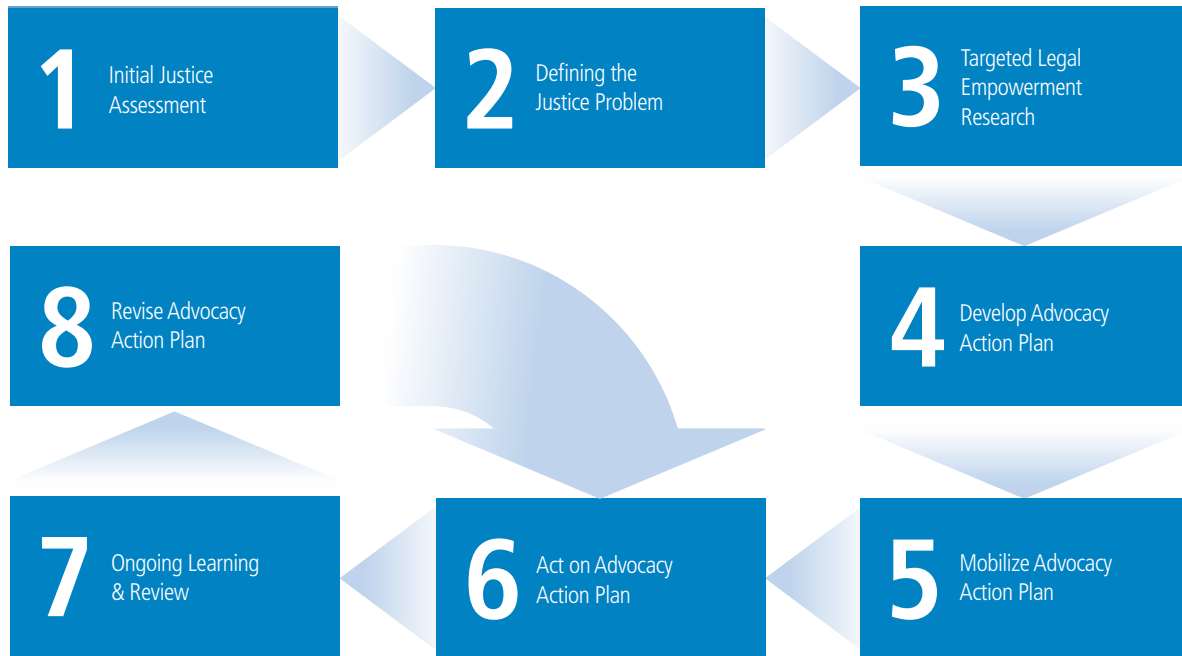 1
Initial Justice
Assessment
2
Defining the
Justice Problem
3
Targeted Legal
Empowerment
Research
4
Develop Advocacy
Action Plan
5
Mobilize Advocacy
Action Plan
6
Act on Advocacy
Action Plan
7
Ongoing Learning
& Review
8
Revise Advocacy
Action Plan